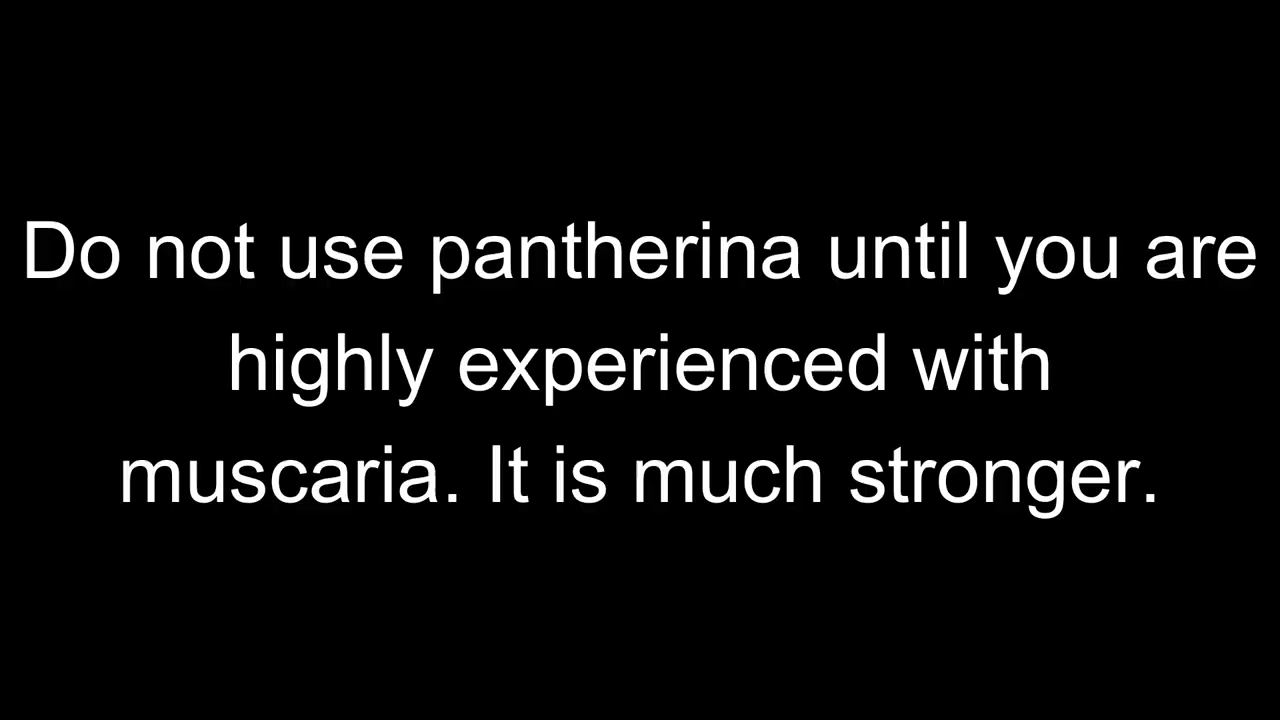 Do not use pantherina until you are
highly experienced with
muscaria. It is much stronger.